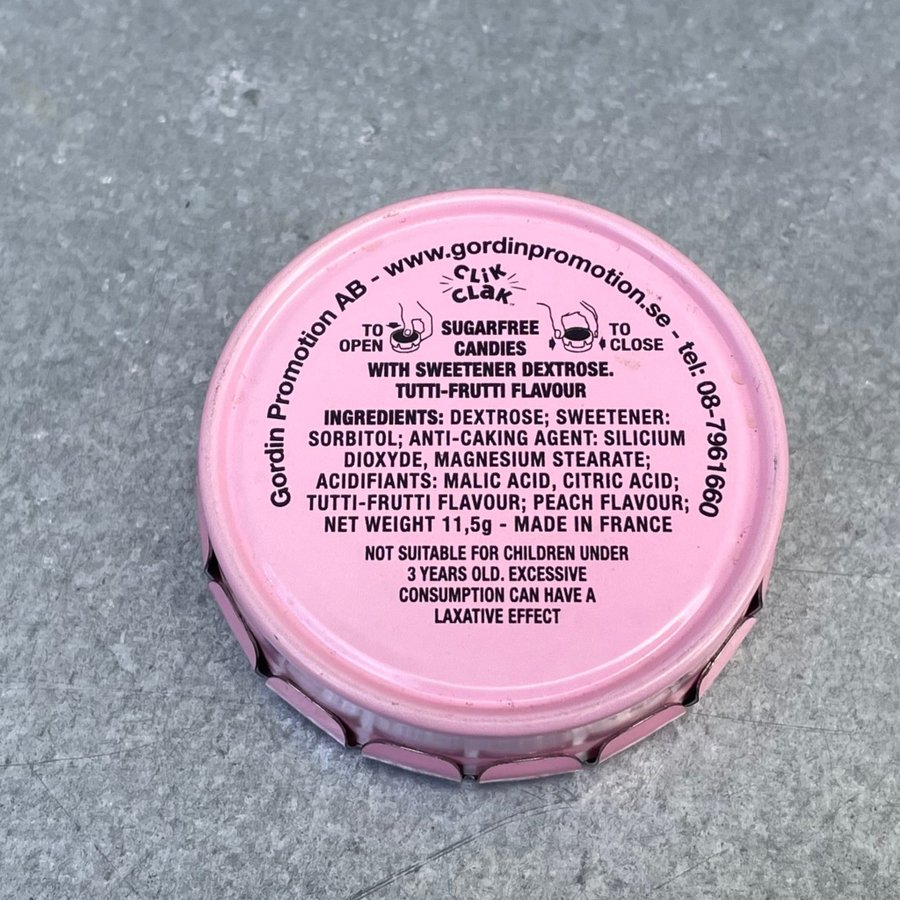 Gordin Promotion AB - www.gordinpromotion.se - tel: 08-7961660
CLiK
CLaK
TO
OPEN
TO
CLOSE
SUGARFREE
CANDIES
WITH SWEETENER DEXTROSE.
TUTTI-FRUTTI FLAVOUR
INGREDIENTS: DEXTROSE; SWEETENER:
SORBITOL; ANTI-CAKING AGENT: SILICIUM
DIOXYDE, MAGNESIUM STEARATE;
ACIDIFIANTS: MALIC ACID, CITRIC ACID;
TUTTI-FRUTTI FLAVOUR; PEACH FLAVOUR;
NET WEIGHT 11,5g - MADE IN FRANCE
NOT SUITABLE FOR CHILDREN UNDER
3 YEARS OLD. EXCESSIVE
CONSUMPTION CAN HAVE A
LAXATIVE EFFECT